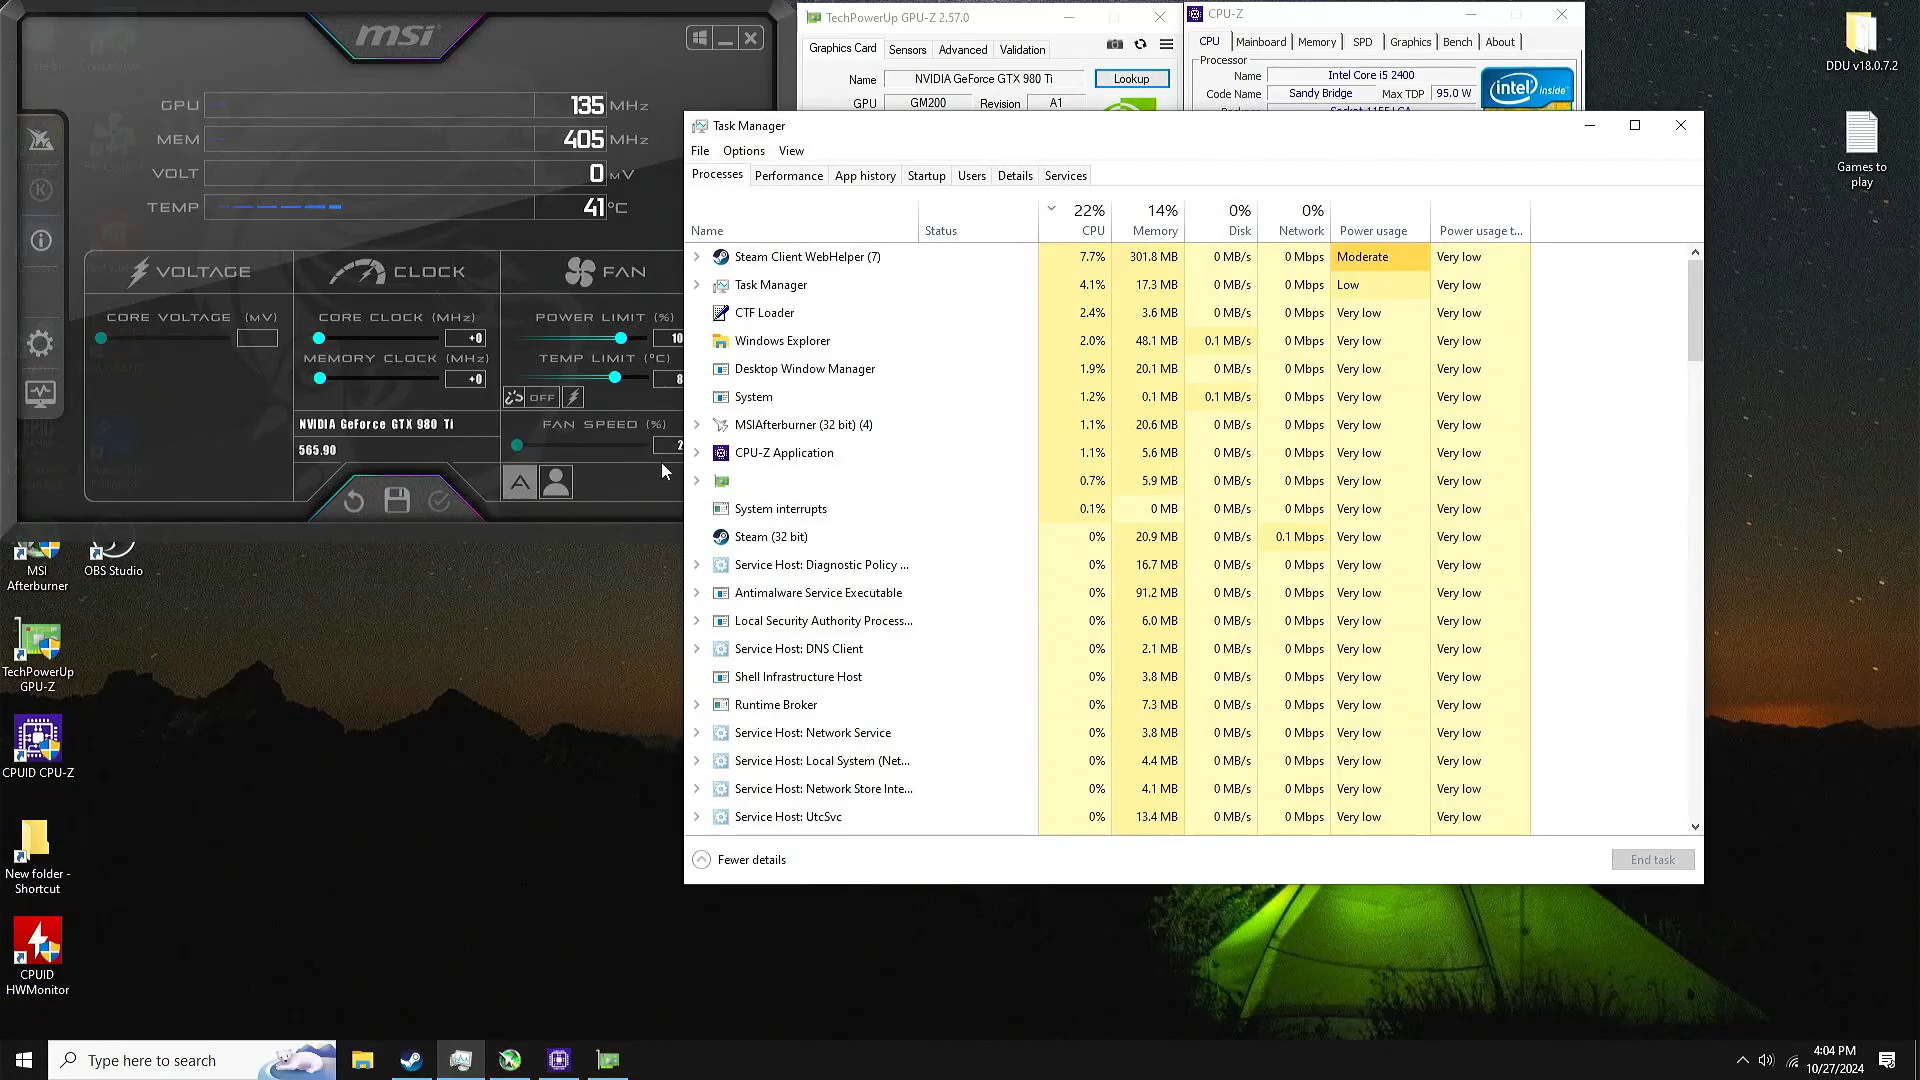 msi
GPU 135 MHz
MEM 405 MHz
VOLT 0 mV
TEMP 41 °C
VOLTAGE
CORE VOLTAGE (MV)
CLOCK
CORE CLOCK (MHz)
+0
MEMORY CLOCK (MHz)
+0
NVIDIA GeForce GTX 980 Ti
565.90
FAN
POWER LIMIT (%)
10
TEMP LIMIT (°C)
8
OFF
FAN SPEED (%)
2
A
TechPowerUp GPU-Z 2.57.0
Graphics Card Sensors Advanced Validation
Name NVIDIA GeForce GTX 980 Ti Lookup
GPU GM200 Revision A1
CPU-Z
CPU Mainboard Memory SPD Graphics Bench About
Processor
Name Intel Core i5 2400
Code Name Sandy Bridge Max TDP 95.0 W
intel inside
Task Manager
File Options View
Processes Performance App history Startup Users Details Services
22% 14% 0% 0%
Name Status CPU Memory Disk Network Power usage Power usage t...
Steam Client WebHelper (7) 7.7% 301.8 MB 0 MB/s 0 Mbps Moderate Very low
Task Manager 4.1% 17.3 MB 0 MB/s 0 Mbps Low Very low
CTF Loader 2.4% 3.6 MB 0 MB/s 0 Mbps Very low Very low
Windows Explorer 2.0% 48.1 MB 0.1 MB/s 0 Mbps Very low Very low
Desktop Window Manager 1.9% 20.1 MB 0 MB/s 0 Mbps Very low Very low
System 1.2% 0.1 MB 0.1 MB/s 0 Mbps Very low Very low
MSIAfterburner (32 bit) (4) 1.1% 20.6 MB 0 MB/s 0 Mbps Very low Very low
CPU-Z Application 1.1% 5.6 MB 0 MB/s 0 Mbps Very low Very low
0.7% 5.9 MB 0 MB/s 0 Mbps Very low Very low
System interrupts 0.1% 0 MB 0 MB/s 0 Mbps Very low Very low
Steam (32 bit) 0% 20.9 MB 0 MB/s 0.1 Mbps Very low Very low
Service Host: Diagnostic Policy ... 0% 16.7 MB 0 MB/s 0 Mbps Very low Very low
Antimalware Service Executable 0% 91.2 MB 0 MB/s 0 Mbps Very low Very low
Local Security Authority Process... 0% 6.0 MB 0 MB/s 0 Mbps Very low Very low
Service Host: DNS Client 0% 2.1 MB 0 MB/s 0 Mbps Very low Very low
Shell Infrastructure Host 0% 3.8 MB 0 MB/s 0 Mbps Very low Very low
Runtime Broker 0% 7.3 MB 0 MB/s 0 Mbps Very low Very low
Service Host: Network Service 0% 3.8 MB 0 MB/s 0 Mbps Very low Very low
Service Host: Local System (Net... 0% 4.4 MB 0 MB/s 0 Mbps Very low Very low
Service Host: Network Store Inte... 0% 4.1 MB 0 MB/s 0 Mbps Very low Very low
Service Host: UtcSvc 0% 13.4 MB 0 MB/s 0 Mbps Very low Very low
Fewer details
End task
DDU v18.0.7.2
Games to
play
MSI
Afterburner
OBS Studio
TechPowerUp
GPU-Z
CPUID CPU-Z
New folder -
Shortcut
CPUID
HWMonitor
Type here to search
4:04 PM
10/27/2024